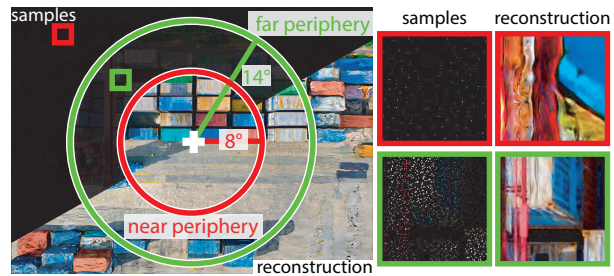 samples
far periphery
14°
8°
near periphery
reconstruction
samples
reconstruction